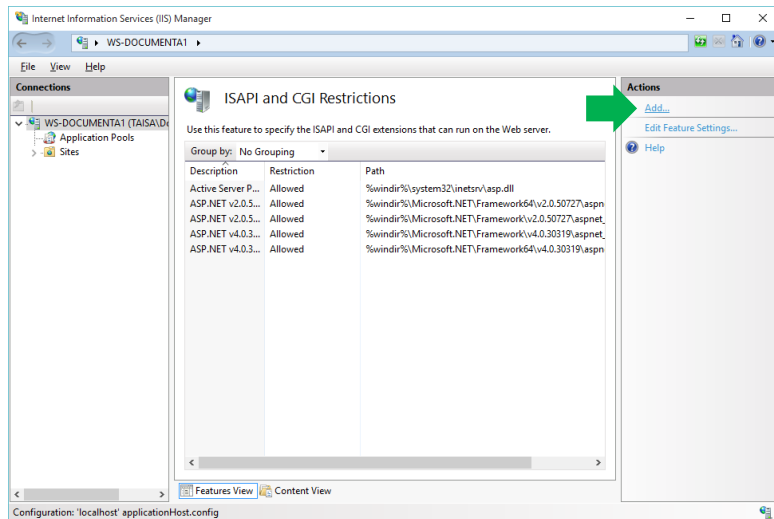 Internet Information Services (IIS) Manager
WS-DOCUMENTA1
File View Help
Connections
WS-DOCUMENTA1 (TAISA\Do
Application Pools
Sites
ISAPI and CGI Restrictions
Use this feature to specify the ISAPI and CGI extensions that can run on the Web server.
Group by: No Grouping
Description Restriction Path
Active Server P... Allowed %windir%\system32\inetsrv\asp.dll
ASP.NET v2.0.5... Allowed %windir%\Microsoft.NET\Framework64\v2.0.50727\aspn
ASP.NET v2.0.5... Allowed %windir%\Microsoft.NET\Framework\v2.0.50727\aspnet_
ASP.NET v4.0.3... Allowed %windir%\Microsoft.NET\Framework\v4.0.30319\aspnet_
ASP.NET v4.0.3... Allowed %windir%\Microsoft.NET\Framework64\v4.0.30319\aspn
Features View Content View
Actions
Add...
Edit Feature Settings...
Help
Configuration: 'localhost' applicationHost.config